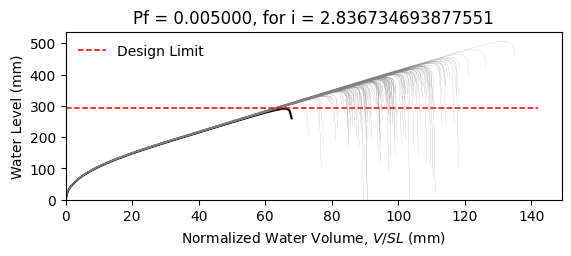 Pf = 0.005000, for i = 2.836734693877551
Design Limit
Water Level (mm)
500
400
300
200
100
0
0 20 40 60 80 100 120 140
Normalized Water Volume, V/SL (mm)